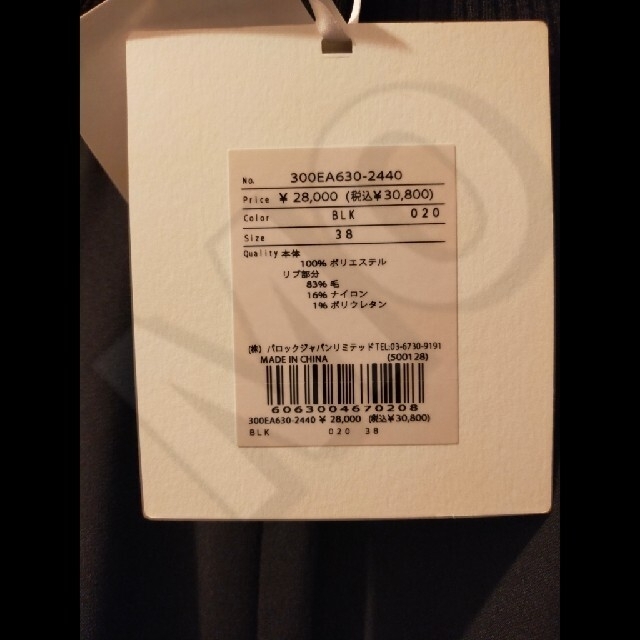 No. 300EA630-2440
Price ¥ 28,000 (税込¥30,800)
Color BLK 020
Size 38
Quality 本体
100% ポリエステル
リブ部分
83% 毛
16% ナイロン
1% ポリウレタン
(株) バロックジャパンリミテッド TEL:03-6730-9191
MADE IN CHINA (500128)
6063004670208
300EA630-2440 ¥ 28,000 (税込¥30,800)
BLK 020 38